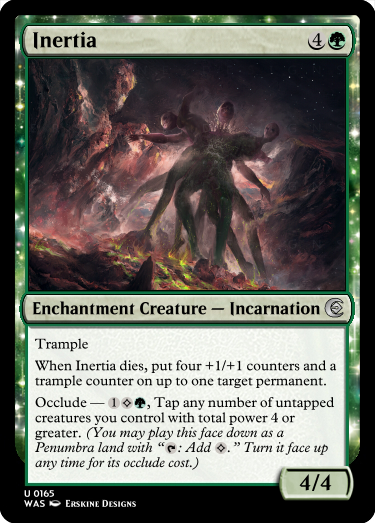 Inertia 4
Enchantment Creature — Incarnation
Trample
When Inertia dies, put four +1/+1 counters and a
trample counter on up to one target permanent.
Occlude — 1, Tap any number of untapped
creatures you control with total power 4 or
greater. (You may play this face down as a
Penumbra land with “: Add .” Turn it face up
any time for its occlude cost.)
4/4
U 0165
WAS Erskine Designs